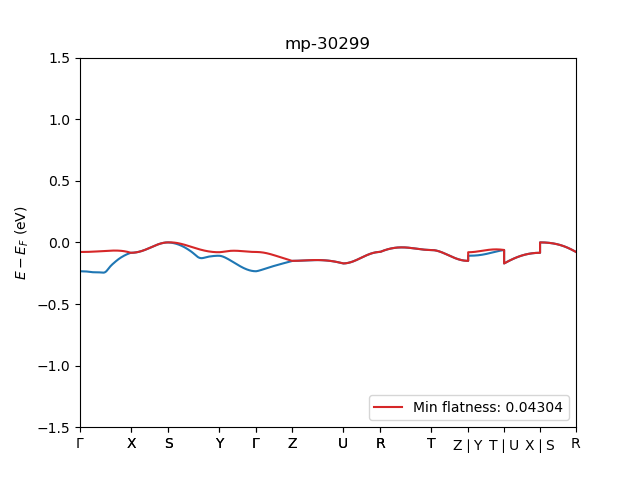 mp-30299
E − E_F (eV)
1.5
1.0
0.5
0.0
−0.5
−1.0
−1.5
Min flatness: 0.04304
Γ X S Y Γ Z U R T Z | Y T | U X | S R